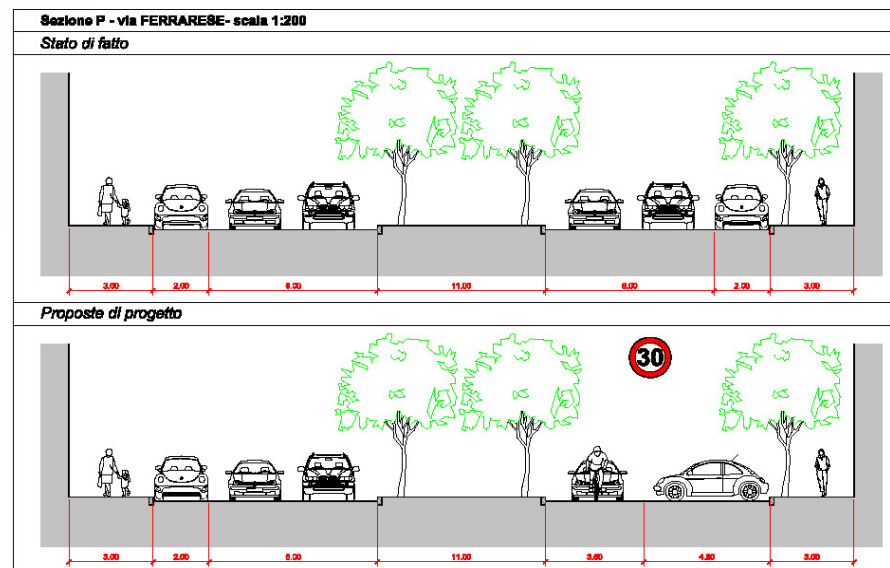 Sezione P - via FERRARESE- scala 1:200
Stato di fatto
3.00 2.00 6.00 11.00 6.00 2.00 3.00
Proposte di progetto
30
3.00 2.00 6.00 11.00 3.50 4.50 3.00